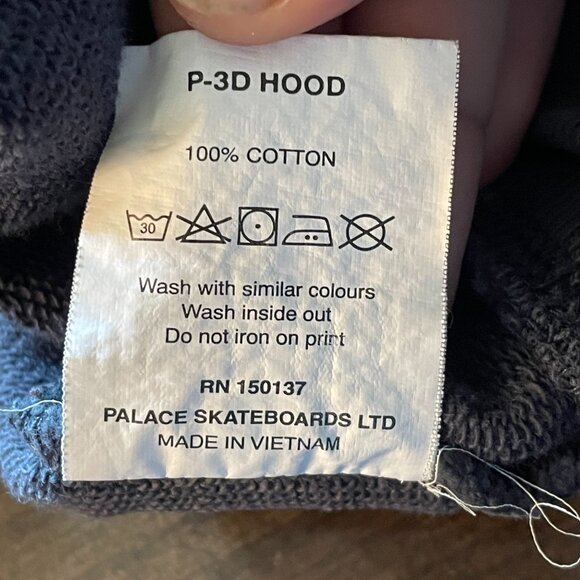 P-3D HOOD
100% COTTON
30
Wash with similar colours
Wash inside out
Do not iron on print
RN 150137
PALACE SKATEBOARDS LTD
MADE IN VIETNAM